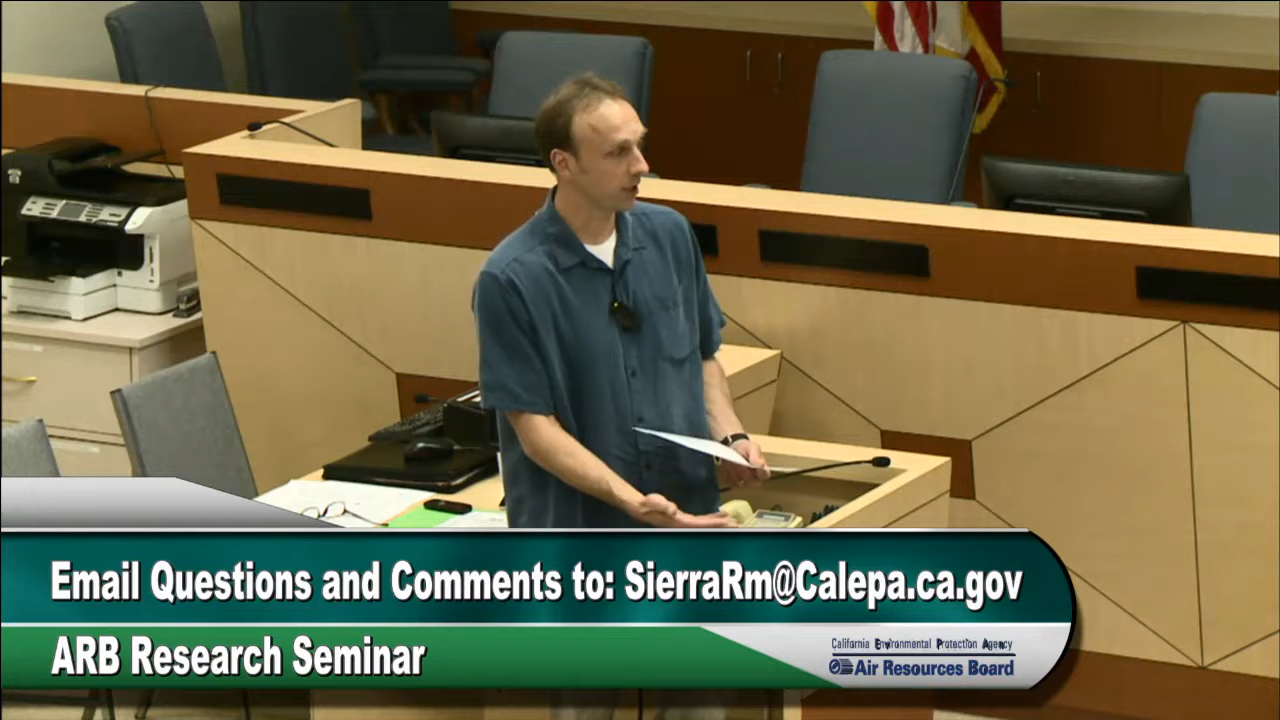 Email Questions and Comments to: SierraRm@Calepa.ca.gov
ARB Research Seminar
California Environmental Protection Agency
Air Resources Board